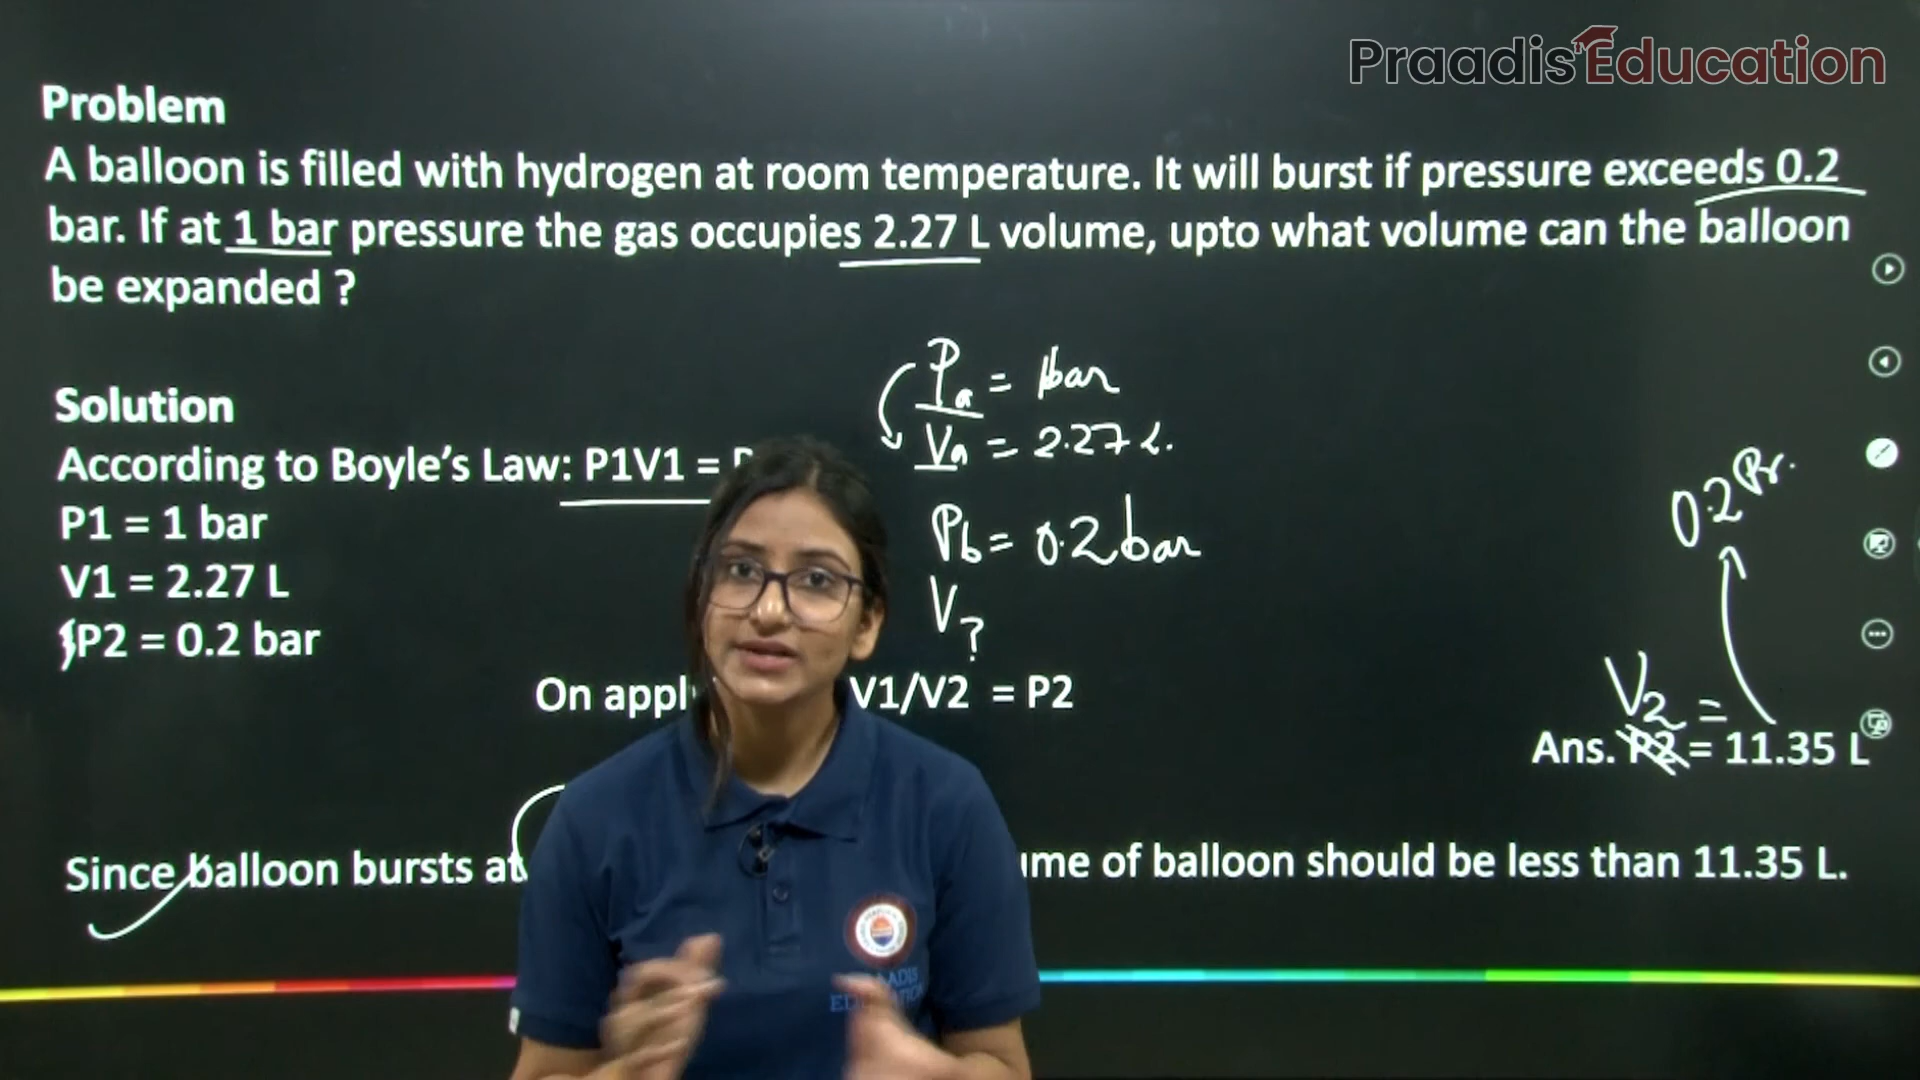 Praadis Education
Problem
A balloon is filled with hydrogen at room temperature. It will burst if pressure exceeds 0.2
bar. If at 1 bar pressure the gas occupies 2.27 L volume, upto what volume can the balloon
be expanded ?
Solution
According to Boyle's Law: P1V1 =
P1 = 1 bar
V1 = 2.27 L
P2 = 0.2 bar
Pa = 1bar
Va = 2.27 L.
Pb = 0.2 bar
V ?
On appl V1/V2 = P2
0.2 Pr.
V2 =
Ans. P2 = 11.35 L
Since balloon bursts at ume of balloon should be less than 11.35 L.